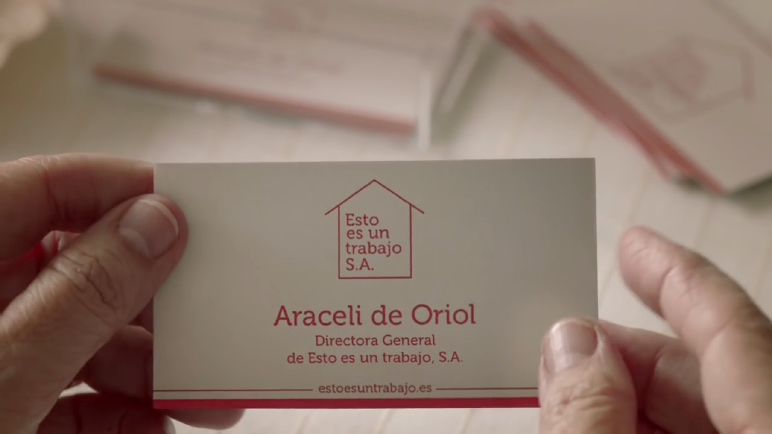 Esto
es un
trabajo
S.A.
Araceli de Oriol
Directora General
de Esto es un trabajo, S.A.
estoesuntrabajo.es